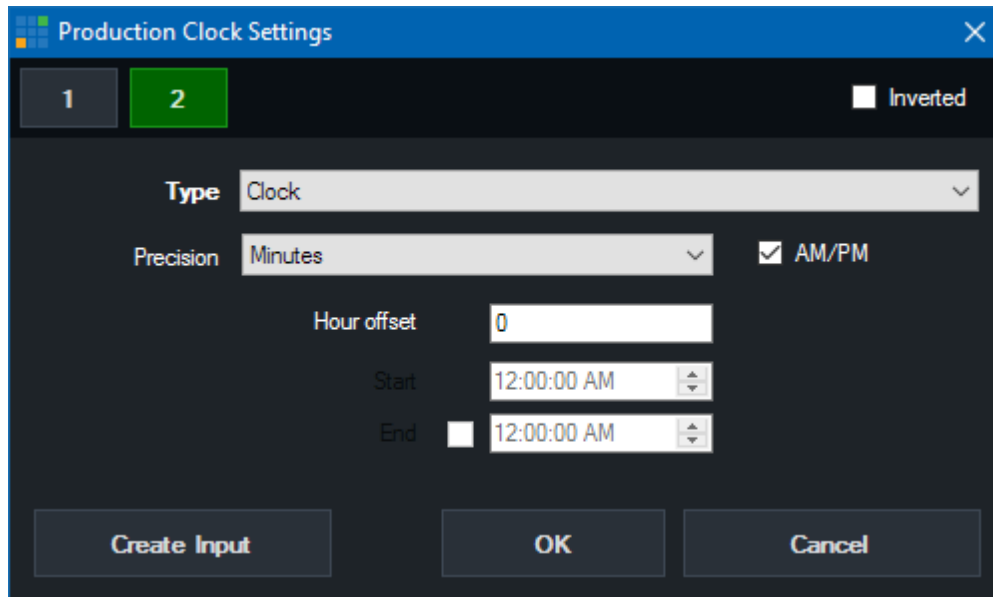 Production Clock Settings
1 2 Inverted
Type Clock
Precision Minutes AM/PM
Hour offset 0
Start 12:00:00 AM
End 12:00:00 AM
Create Input OK Cancel